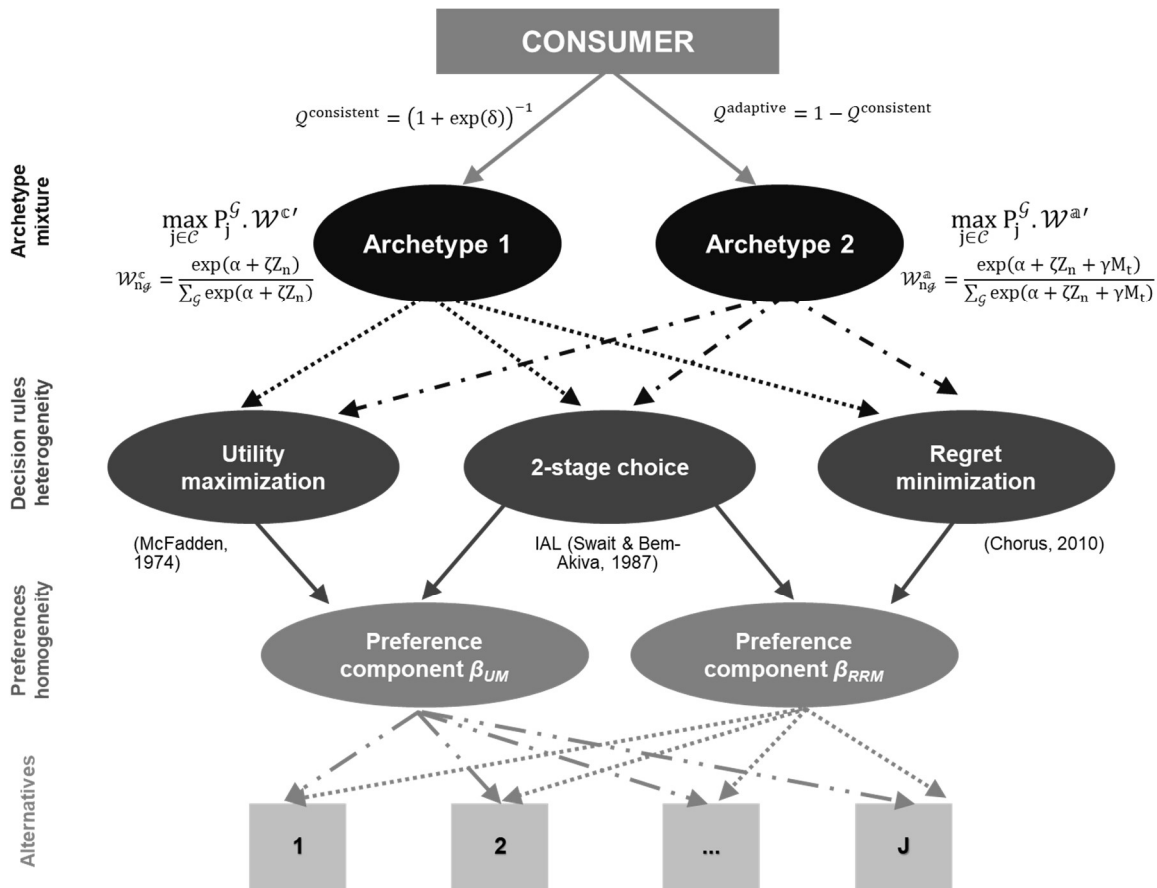 CONSUMER
𝒬^consistent = (1 + exp(δ))^−1
𝒬^adaptive = 1 − 𝒬^consistent
Archetype
mixture
max P_j^𝒢 . 𝒲^𝕔′
j∈𝒞
𝒲_n𝑔^𝕔 = exp(α + ζZ_n) / ∑_𝒢 exp(α + ζZ_n)
Archetype 1
Archetype 2
max P_j^𝒢 . 𝒲^𝕒′
j∈𝒞
𝒲_n𝑔^𝕒 = exp(α + ζZ_n + γM_t) / ∑_𝒢 exp(α + ζZ_n + γM_t)
Decision rules
heterogeneity
Utility
maximization
2-stage choice
Regret
minimization
(McFadden,
1974)
IAL (Swait & Bem-
Akiva, 1987)
(Chorus, 2010)
Preferences
homogeneity
Preference
component β_UM
Preference
component β_RRM
Alternatives
1
2
...
J